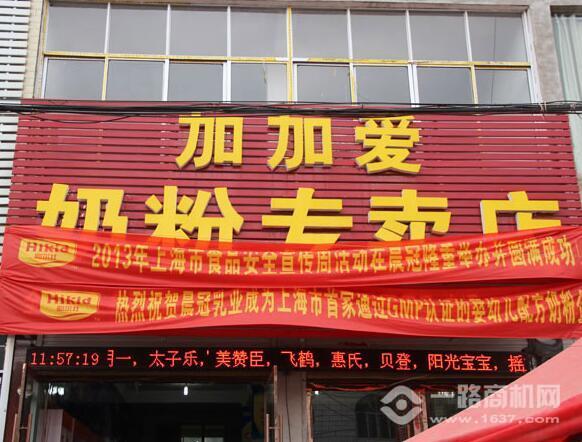 加加爱
奶粉专卖店
Hikid
2013年上海市食品安全宣传周活动在晨冠隆重举办并圆满成功
Hikid
热烈祝贺晨冠乳业成为上海市首家通过GMP认证的婴幼儿配方奶粉
11:57:19 明一，太子乐，美赞臣，飞鹤，惠氏，贝登，阳光宝宝，摇
一路商机网
www.1637.com